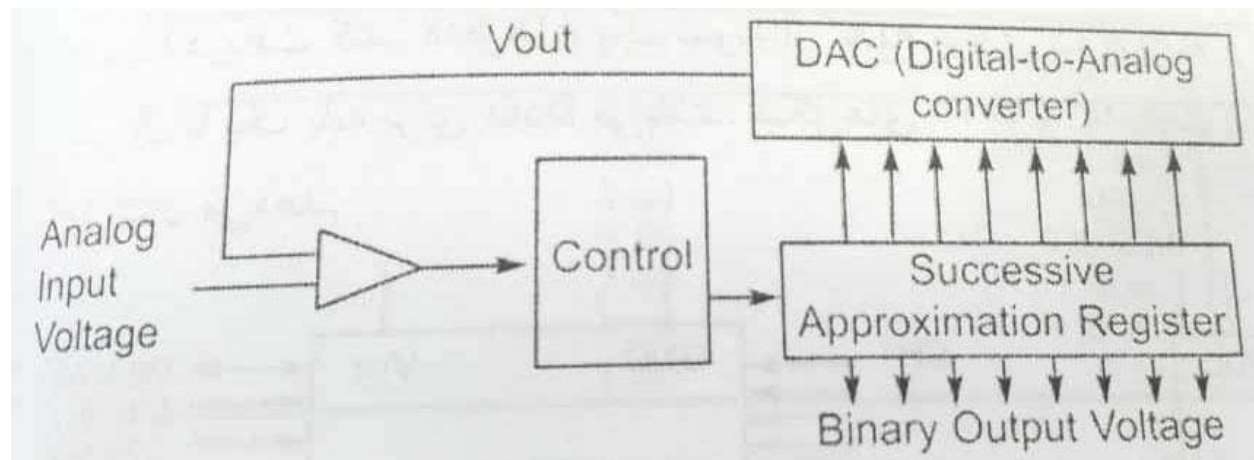 Vout
DAC (Digital-to-Analog
converter)
Analog
Input
Voltage
Control
Successive
Approximation Register
Binary Output Voltage